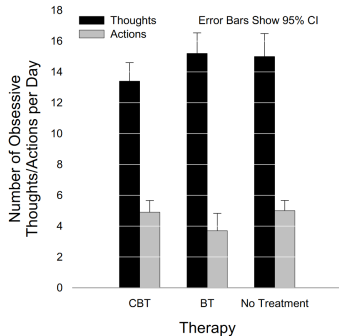 18
Thoughts
Error Bars Show 95% CI
Actions
16
14
12
10
8
6
4
2
0
Number of Obsessive
Thoughts/Actions per Day
CBT
BT
No Treatment
Therapy